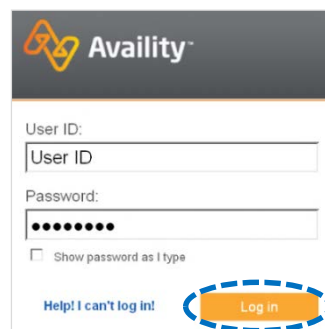 Availity
User ID:
User ID
Password:
••••••••
Show password as I type
Help! I can't log in!
Log in